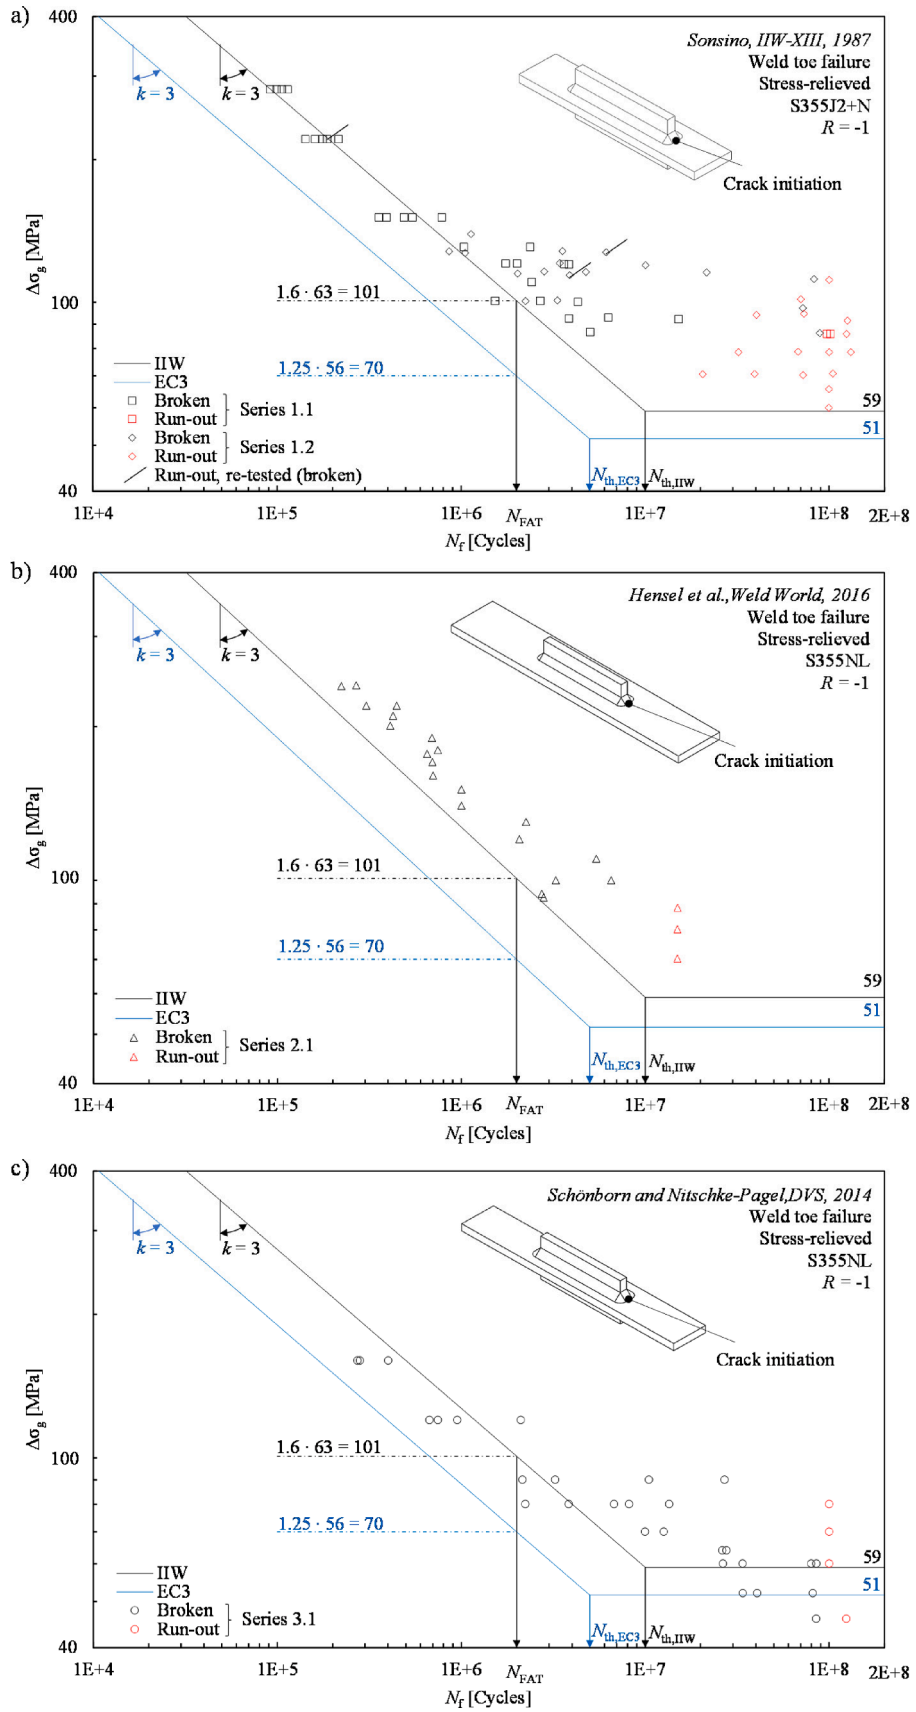 a)
400
100
40
Δσg [MPa]
k = 3
k = 3
Sonsino, IIW-XIII, 1987
Weld toe failure
Stress-relieved
S355J2+N
R = -1
Crack initiation
1.6 · 63 = 101
1.25 · 56 = 70
IIW
EC3
Broken
Run-out
Series 1.1
Broken
Run-out
Series 1.2
Run-out, re-tested (broken)
59
51
Nth,EC3
Nth,IIW
1E+4
1E+5
1E+6
NFAT
1E+7
1E+8
2E+8
Nf [Cycles]
b)
400
100
40
Δσg [MPa]
k = 3
k = 3
Hensel et al.,Weld World, 2016
Weld toe failure
Stress-relieved
S355NL
R = -1
Crack initiation
1.6 · 63 = 101
1.25 · 56 = 70
IIW
EC3
Broken
Run-out
Series 2.1
59
51
Nth,EC3
Nth,IIW
1E+4
1E+5
1E+6
NFAT
1E+7
1E+8
2E+8
Nf [Cycles]
c)
400
100
40
Δσg [MPa]
k = 3
k = 3
Schönborn and Nitschke-Pagel,DVS, 2014
Weld toe failure
Stress-relieved
S355NL
R = -1
Crack initiation
1.6 · 63 = 101
1.25 · 56 = 70
IIW
EC3
Broken
Run-out
Series 3.1
59
51
Nth,EC3
Nth,IIW
1E+4
1E+5
1E+6
NFAT
1E+7
1E+8
2E+8
Nf [Cycles]